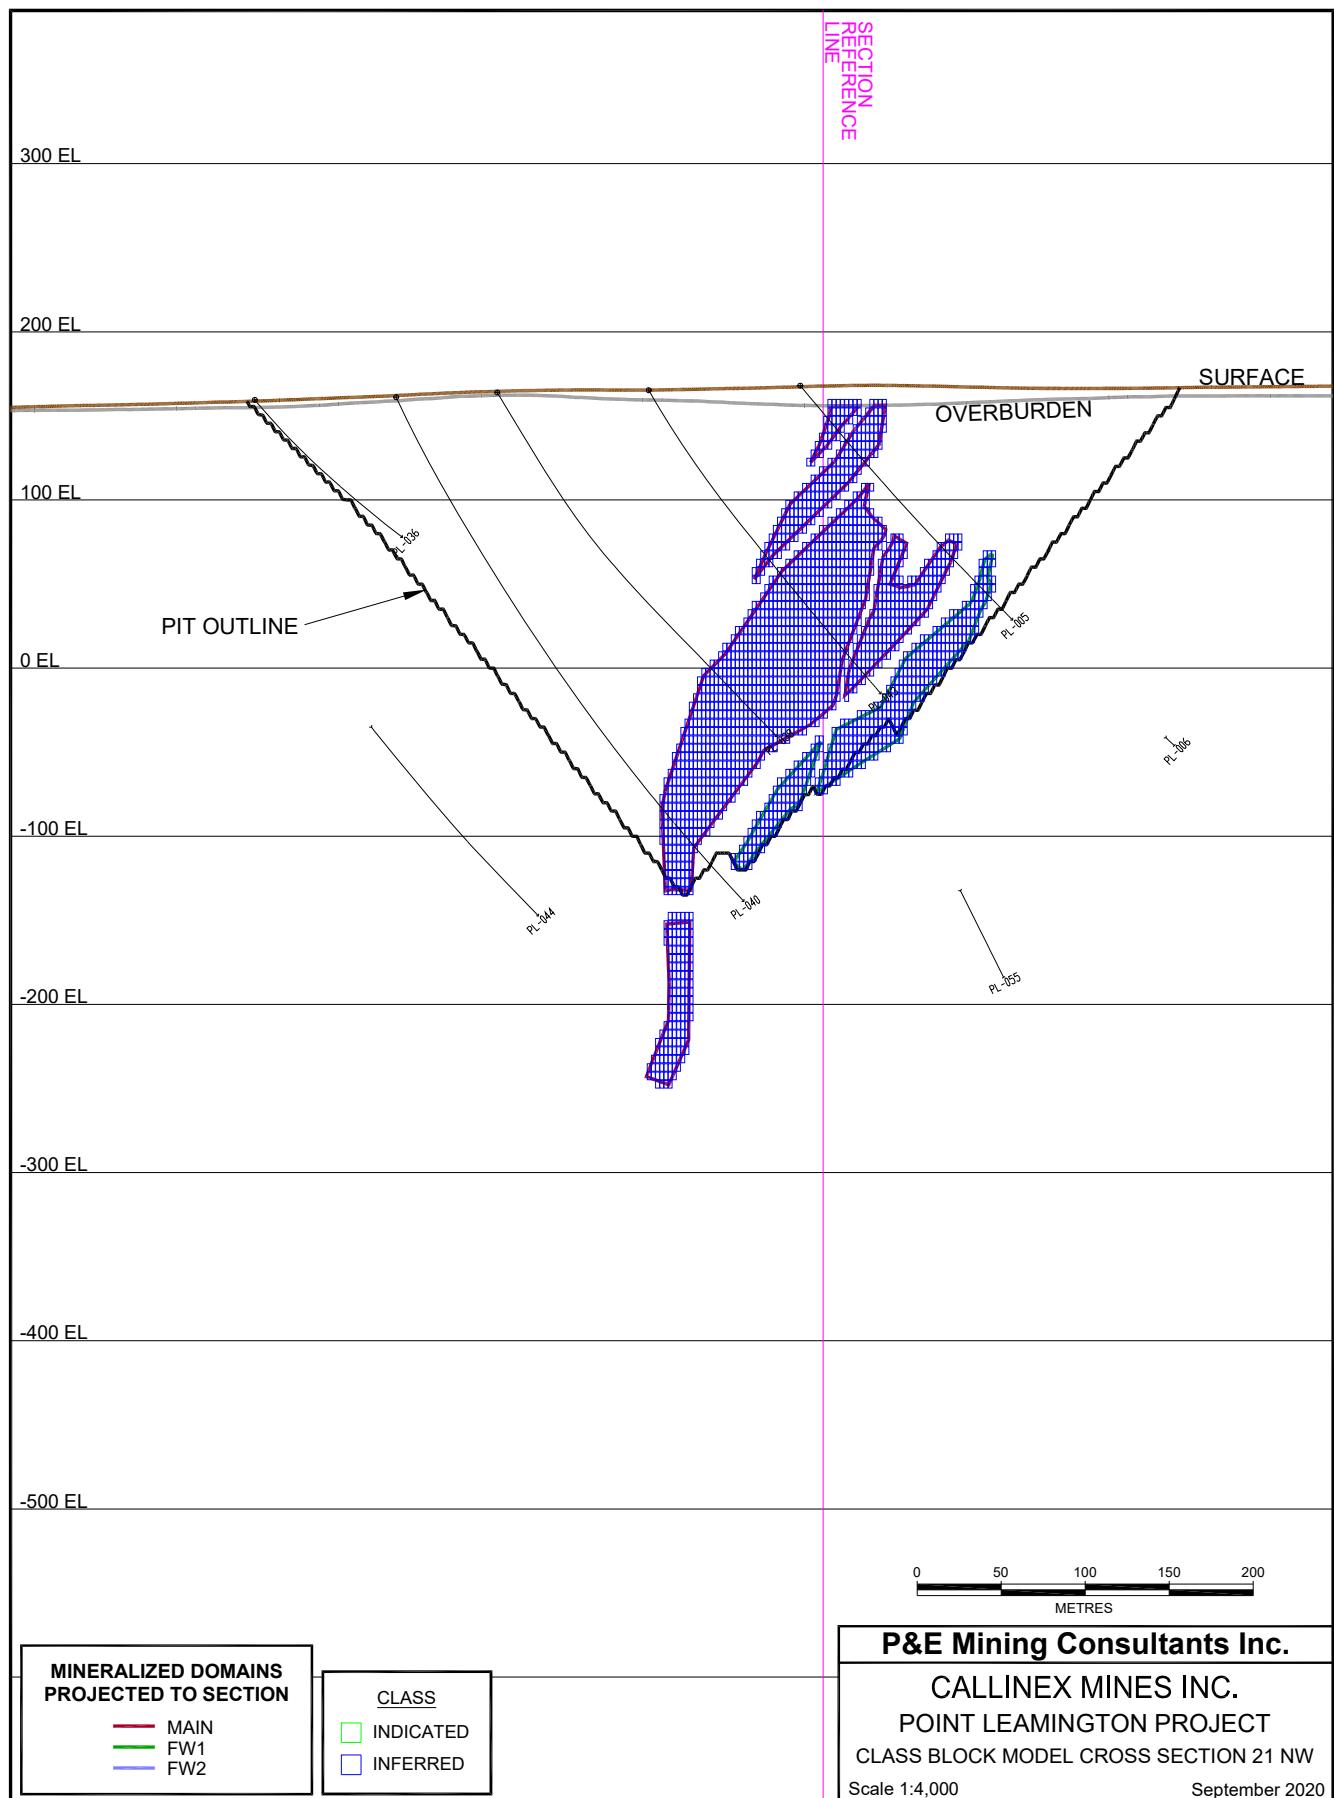 SECTION
REFERENCE
LINE
300 EL
200 EL
SURFACE
OVERBURDEN
100 EL
PL-036
PIT OUTLINE
PL-005
0 EL
PL-043
PL-006
-100 EL
PL-040
PL-044
PL-055
-200 EL
-300 EL
-400 EL
-500 EL
0 50 100 150 200
METRES
MINERALIZED DOMAINS
PROJECTED TO SECTION
MAIN
FW1
FW2
CLASS
INDICATED
INFERRED
P&E Mining Consultants Inc.
CALLINEX MINES INC.
POINT LEAMINGTON PROJECT
CLASS BLOCK MODEL CROSS SECTION 21 NW
Scale 1:4,000 September 2020